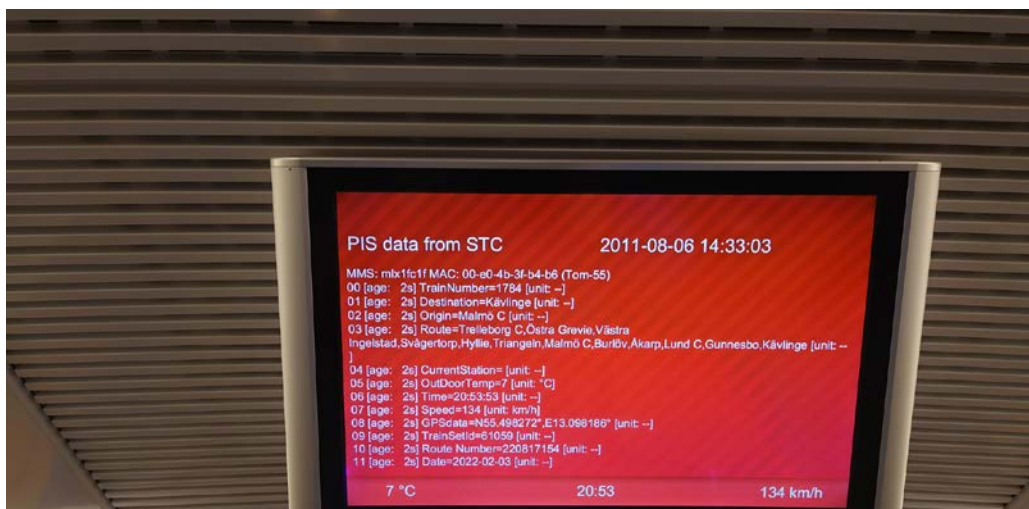 PIS data from STC 2011-08-06 14:33:03
MMS: mlx1fc1f MAC: 00-e0-4b-3f-b4-b6 (Tom-55)
00 [age: 2s] TrainNumber=1784 [unit: --]
01 [age: 2s] Destination=Kävlinge [unit: --]
02 [age: 2s] Origin=Malmö C [unit: --]
03 [age: 2s] Route=Trelleborg C,Östra Grevie,Västra
Ingelstad,Svågertorp,Hyllie,Triangeln,Malmö C,Burlöv,Åkarp,Lund C,Gunnesbo,Kävlinge [unit: --
]
04 [age: 2s] CurrentStation= [unit: --]
05 [age: 2s] OutDoorTemp=7 [unit: °C]
06 [age: 2s] Time=20:53:53 [unit: --]
07 [age: 2s] Speed=134 [unit: km/h]
08 [age: 2s] GPSdata=N55.498272°,E13.098186° [unit: --]
09 [age: 2s] TrainSetId=61059 [unit: --]
10 [age: 2s] Route Number=220817154 [unit: --]
11 [age: 2s] Date=2022-02-03 [unit: --]
7 °C 20:53 134 km/h